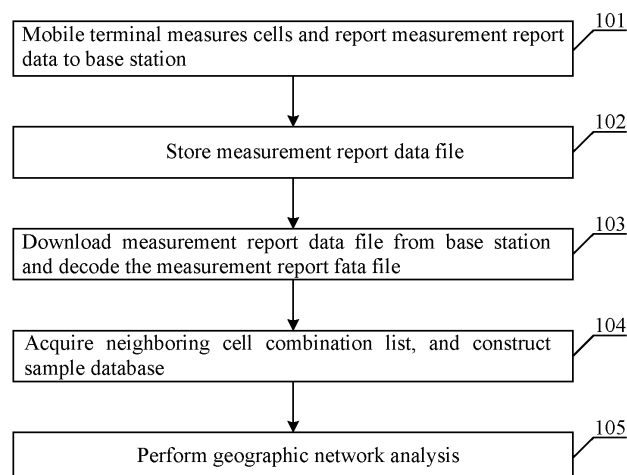 101
Mobile terminal measures cells and report measurement report
data to base station
102
Store measurement report data file
103
Download measurement report data file from base station
and decode the measurement report fata file
104
Acquire neighboring cell combination list, and construct
sample database
105
Perform geographic network analysis